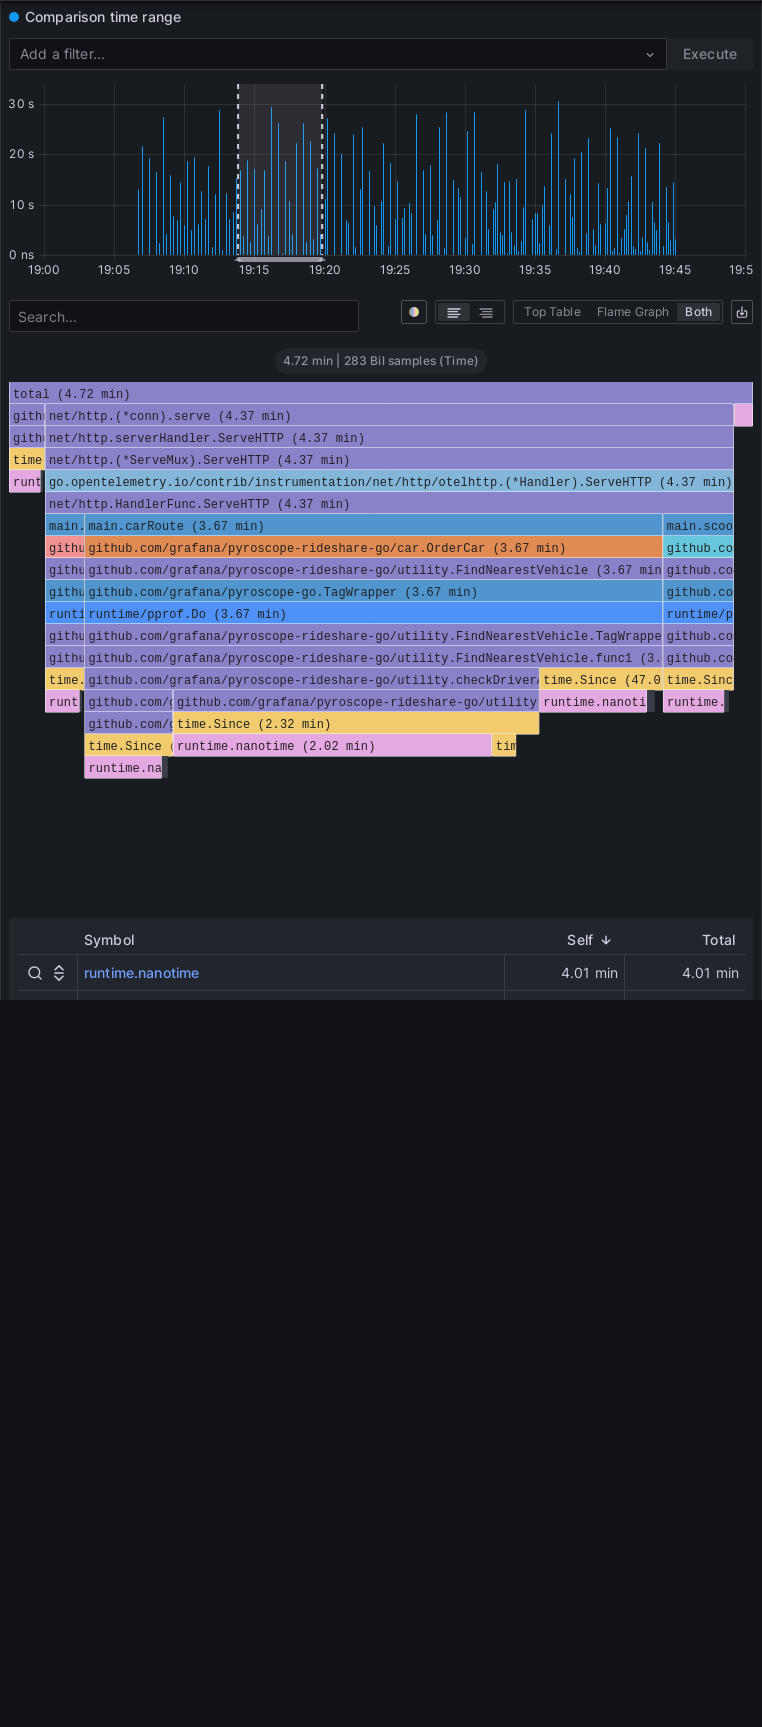 Comparison time range
Add a filter...
Execute
30 s
20 s
10 s
0 ns
19:00 19:05 19:10 19:15 19:20 19:25 19:30 19:35 19:40 19:45 19:5
Search...
Top Table Flame Graph Both
4.72 min | 283 Bil samples (Time)
total (4.72 min)
gith net/http.(*conn).serve (4.37 min)
gith net/http.serverHandler.ServeHTTP (4.37 min)
time net/http.(*ServeMux).ServeHTTP (4.37 min)
runt go.opentelemetry.io/contrib/instrumentation/net/http/otelhttp.(*Handler).ServeHTTP (4.37 min)
net/http.HandlerFunc.ServeHTTP (4.37 min)
main. main.carRoute (3.67 min) main.scoo
githu github.com/grafana/pyroscope-rideshare-go/car.OrderCar (3.67 min) github.co
githu github.com/grafana/pyroscope-rideshare-go/utility.FindNearestVehicle (3.67 min github.co
githu github.com/grafana/pyroscope-go.TagWrapper (3.67 min) github.co
runti runtime/pprof.Do (3.67 min) runtime/p
githu github.com/grafana/pyroscope-rideshare-go/utility.FindNearestVehicle.TagWrappe github.co
githu github.com/grafana/pyroscope-rideshare-go/utility.FindNearestVehicle.func1 (3. github.co
time. github.com/grafana/pyroscope-rideshare-go/utility.checkDriverA time.Since (47.0 time.Sinc
runt github.com/g github.com/grafana/pyroscope-rideshare-go/utility runtime.nanoti runtime.
github.com/g time.Since (2.32 min)
time.Since ( runtime.nanotime (2.02 min) tim
runtime.na
Symbol Self Total
runtime.nanotime 4.01 min 4.01 min